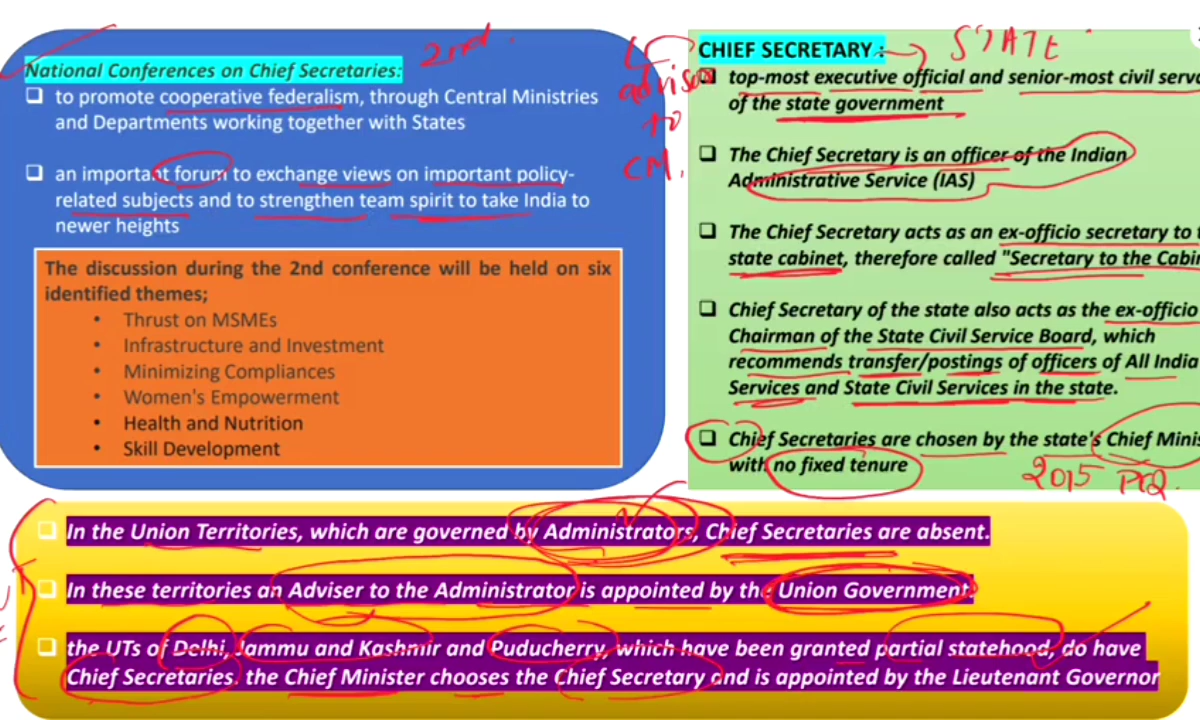 National Conferences on Chief Secretaries:
2nd.
to promote cooperative federalism, through Central Ministries
and Departments working together with States
an important forum to exchange views on important policy-
related subjects and to strengthen team spirit to take India to
newer heights
The discussion during the 2nd conference will be held on six
identified themes;
• Thrust on MSMEs
• Infrastructure and Investment
• Minimizing Compliances
• Women's Empowerment
• Health and Nutrition
• Skill Development
advisor
to
CM.
CHIEF SECRETARY :
STATE
top-most executive official and senior-most civil serva
of the state government
The Chief Secretary is an officer of the Indian
Administrative Service (IAS)
The Chief Secretary acts as an ex-officio secretary to t
state cabinet, therefore called "Secretary to the Cabin
Chief Secretary of the state also acts as the ex-officio
Chairman of the State Civil Service Board, which
recommends transfer/postings of officers of All India
Services and State Civil Services in the state.
Chief Secretaries are chosen by the state's Chief Minis
with no fixed tenure
2015 PCQ.
In the Union Territories, which are governed by Administrators, Chief Secretaries are absent.
In these territories an Adviser to the Administrator is appointed by the Union Government.
the UTs of Delhi, Jammu and Kashmir and Puducherry, which have been granted partial statehood, do have
Chief Secretaries. the Chief Minister chooses the Chief Secretary and is appointed by the Lieutenant Governor